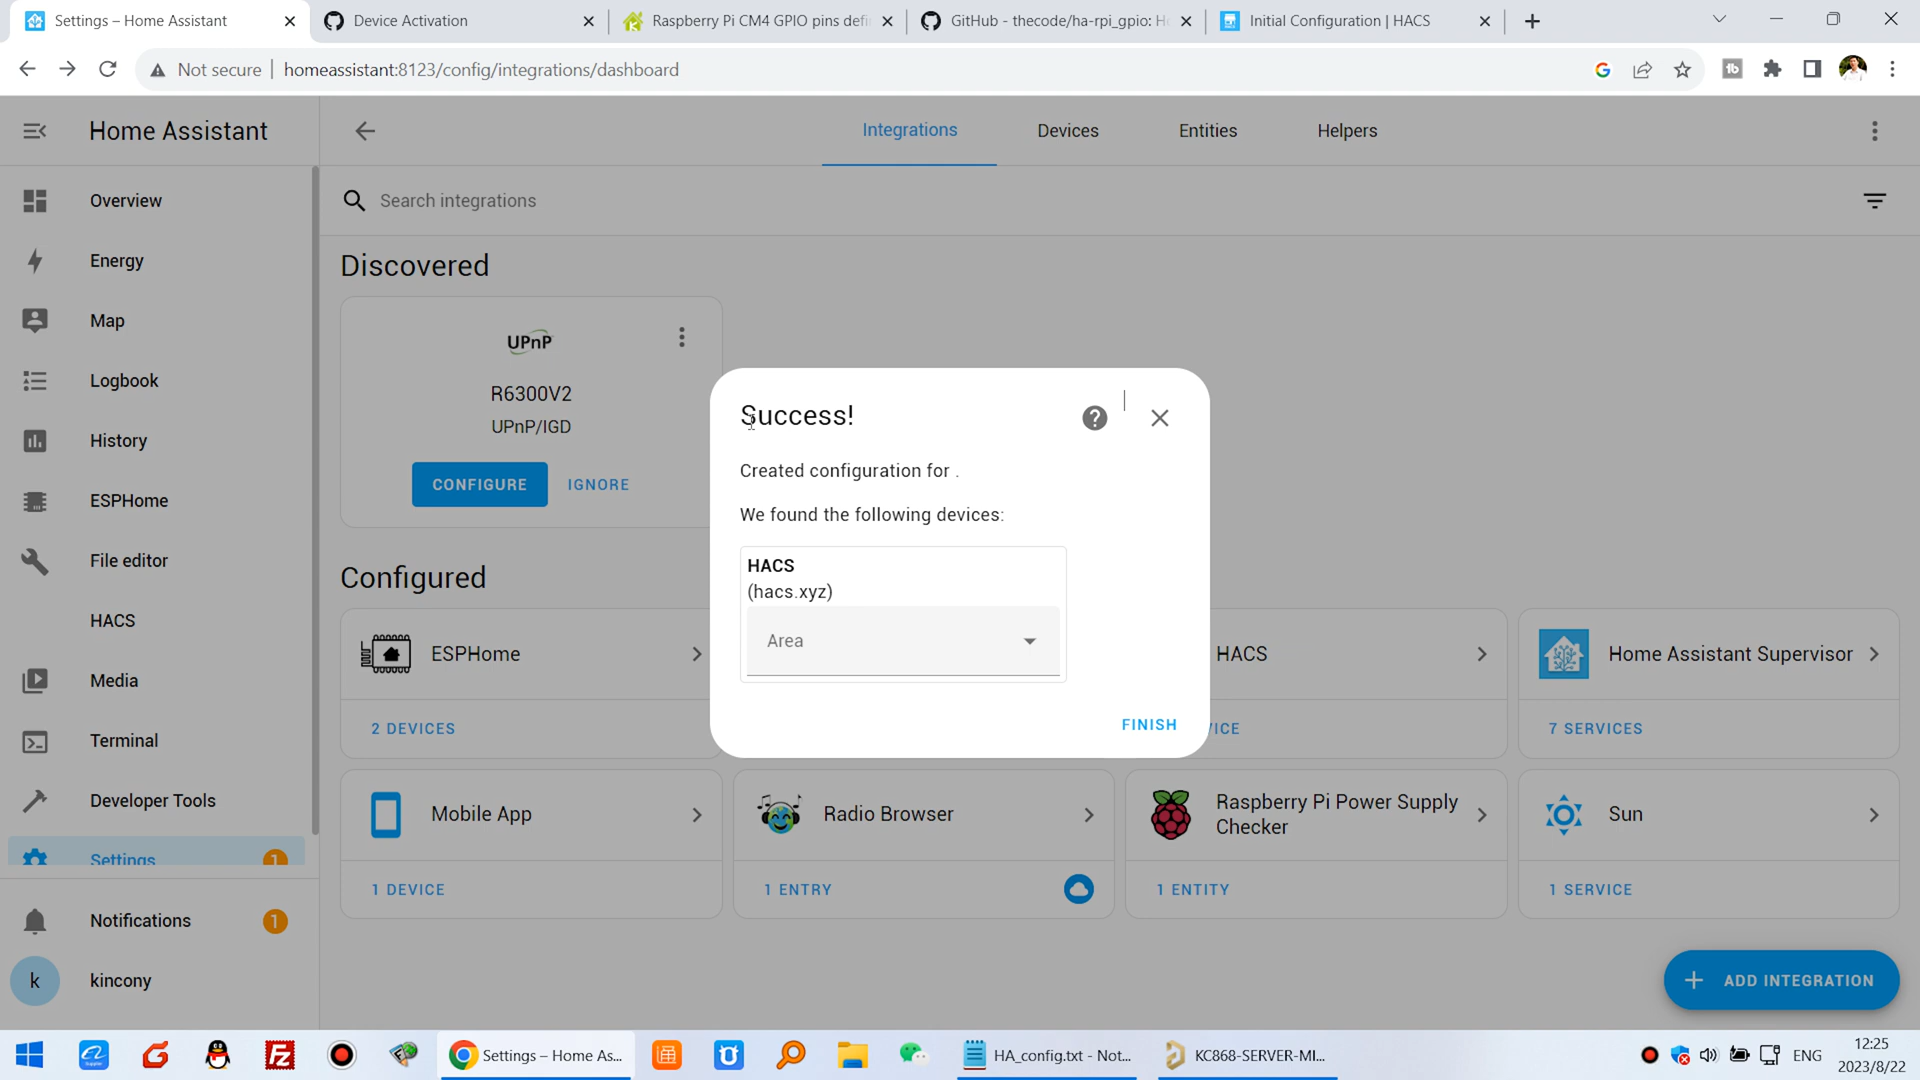 Settings – Home Assistant
Device Activation
Raspberry Pi CM4 GPIO pins defi
GitHub - thecode/ha-rpi_gpio: Ho
Initial Configuration | HACS
Not secure
homeassistant:8123/config/integrations/dashboard
Home Assistant
Integrations
Devices
Entities
Helpers
Overview
Energy
Map
Logbook
History
ESPHome
File editor
HACS
Media
Terminal
Developer Tools
Settings
1
Notifications
1
k
kincony
Search integrations
Discovered
UPnP
R6300V2
UPnP/IGD
CONFIGURE
IGNORE
Configured
ESPHome
2 DEVICES
HACS
VICE
Home Assistant Supervisor
7 SERVICES
Mobile App
1 DEVICE
Radio Browser
1 ENTRY
Raspberry Pi Power Supply
Checker
1 ENTITY
Sun
1 SERVICE
Success!
Created configuration for .
We found the following devices:
HACS
(hacs.xyz)
Area
FINISH
ADD INTEGRATION
Settings – Home As...
HA_config.txt - Not...
KC868-SERVER-MI...
ENG
12:25
2023/8/22